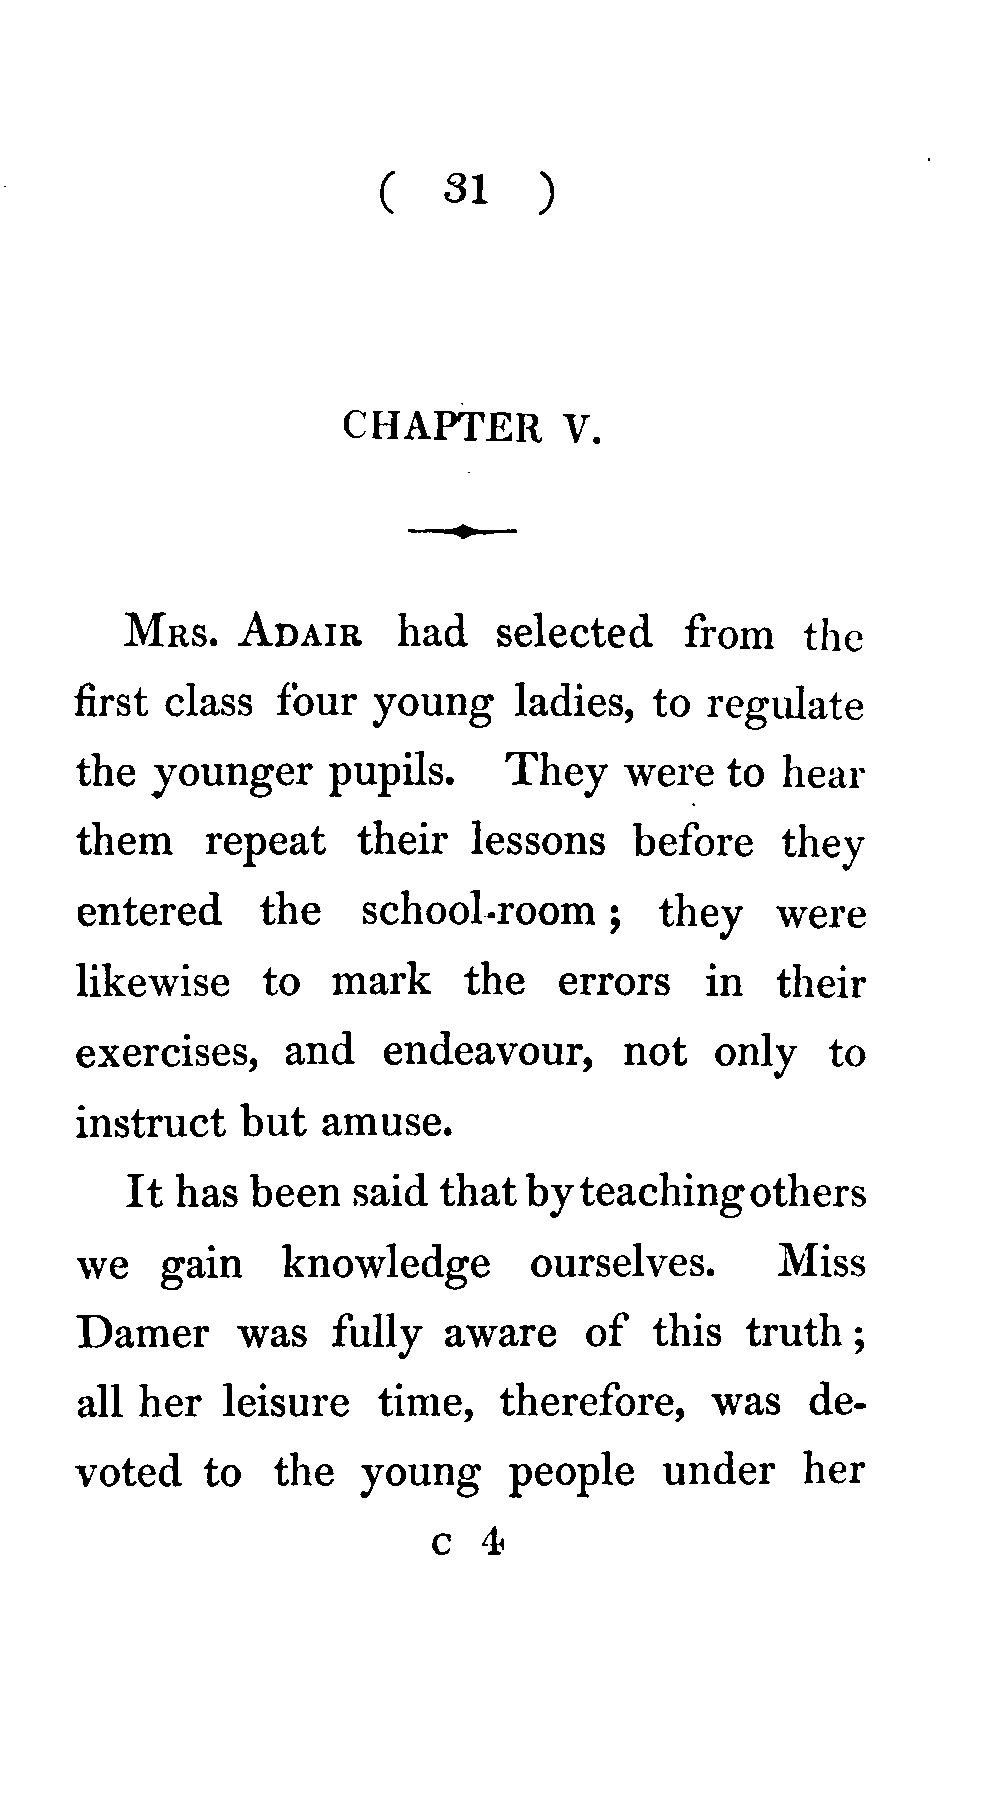 ( 31 )
CHAPTER V.
MRS. ADAIR had selected from the
first class four young ladies, to regulate
the younger pupils. They were to hear
them repeat their lessons before they
entered the school-room ; they were
likewise to mark the errors in their
exercises, and endeavour, not only to
instruct but amuse.
It has been said that by teaching others
we gain knowledge ourselves. Miss
Damer was fully aware of this truth ;
all her leisure time, therefore, was de-
voted to the young people under her
C 4